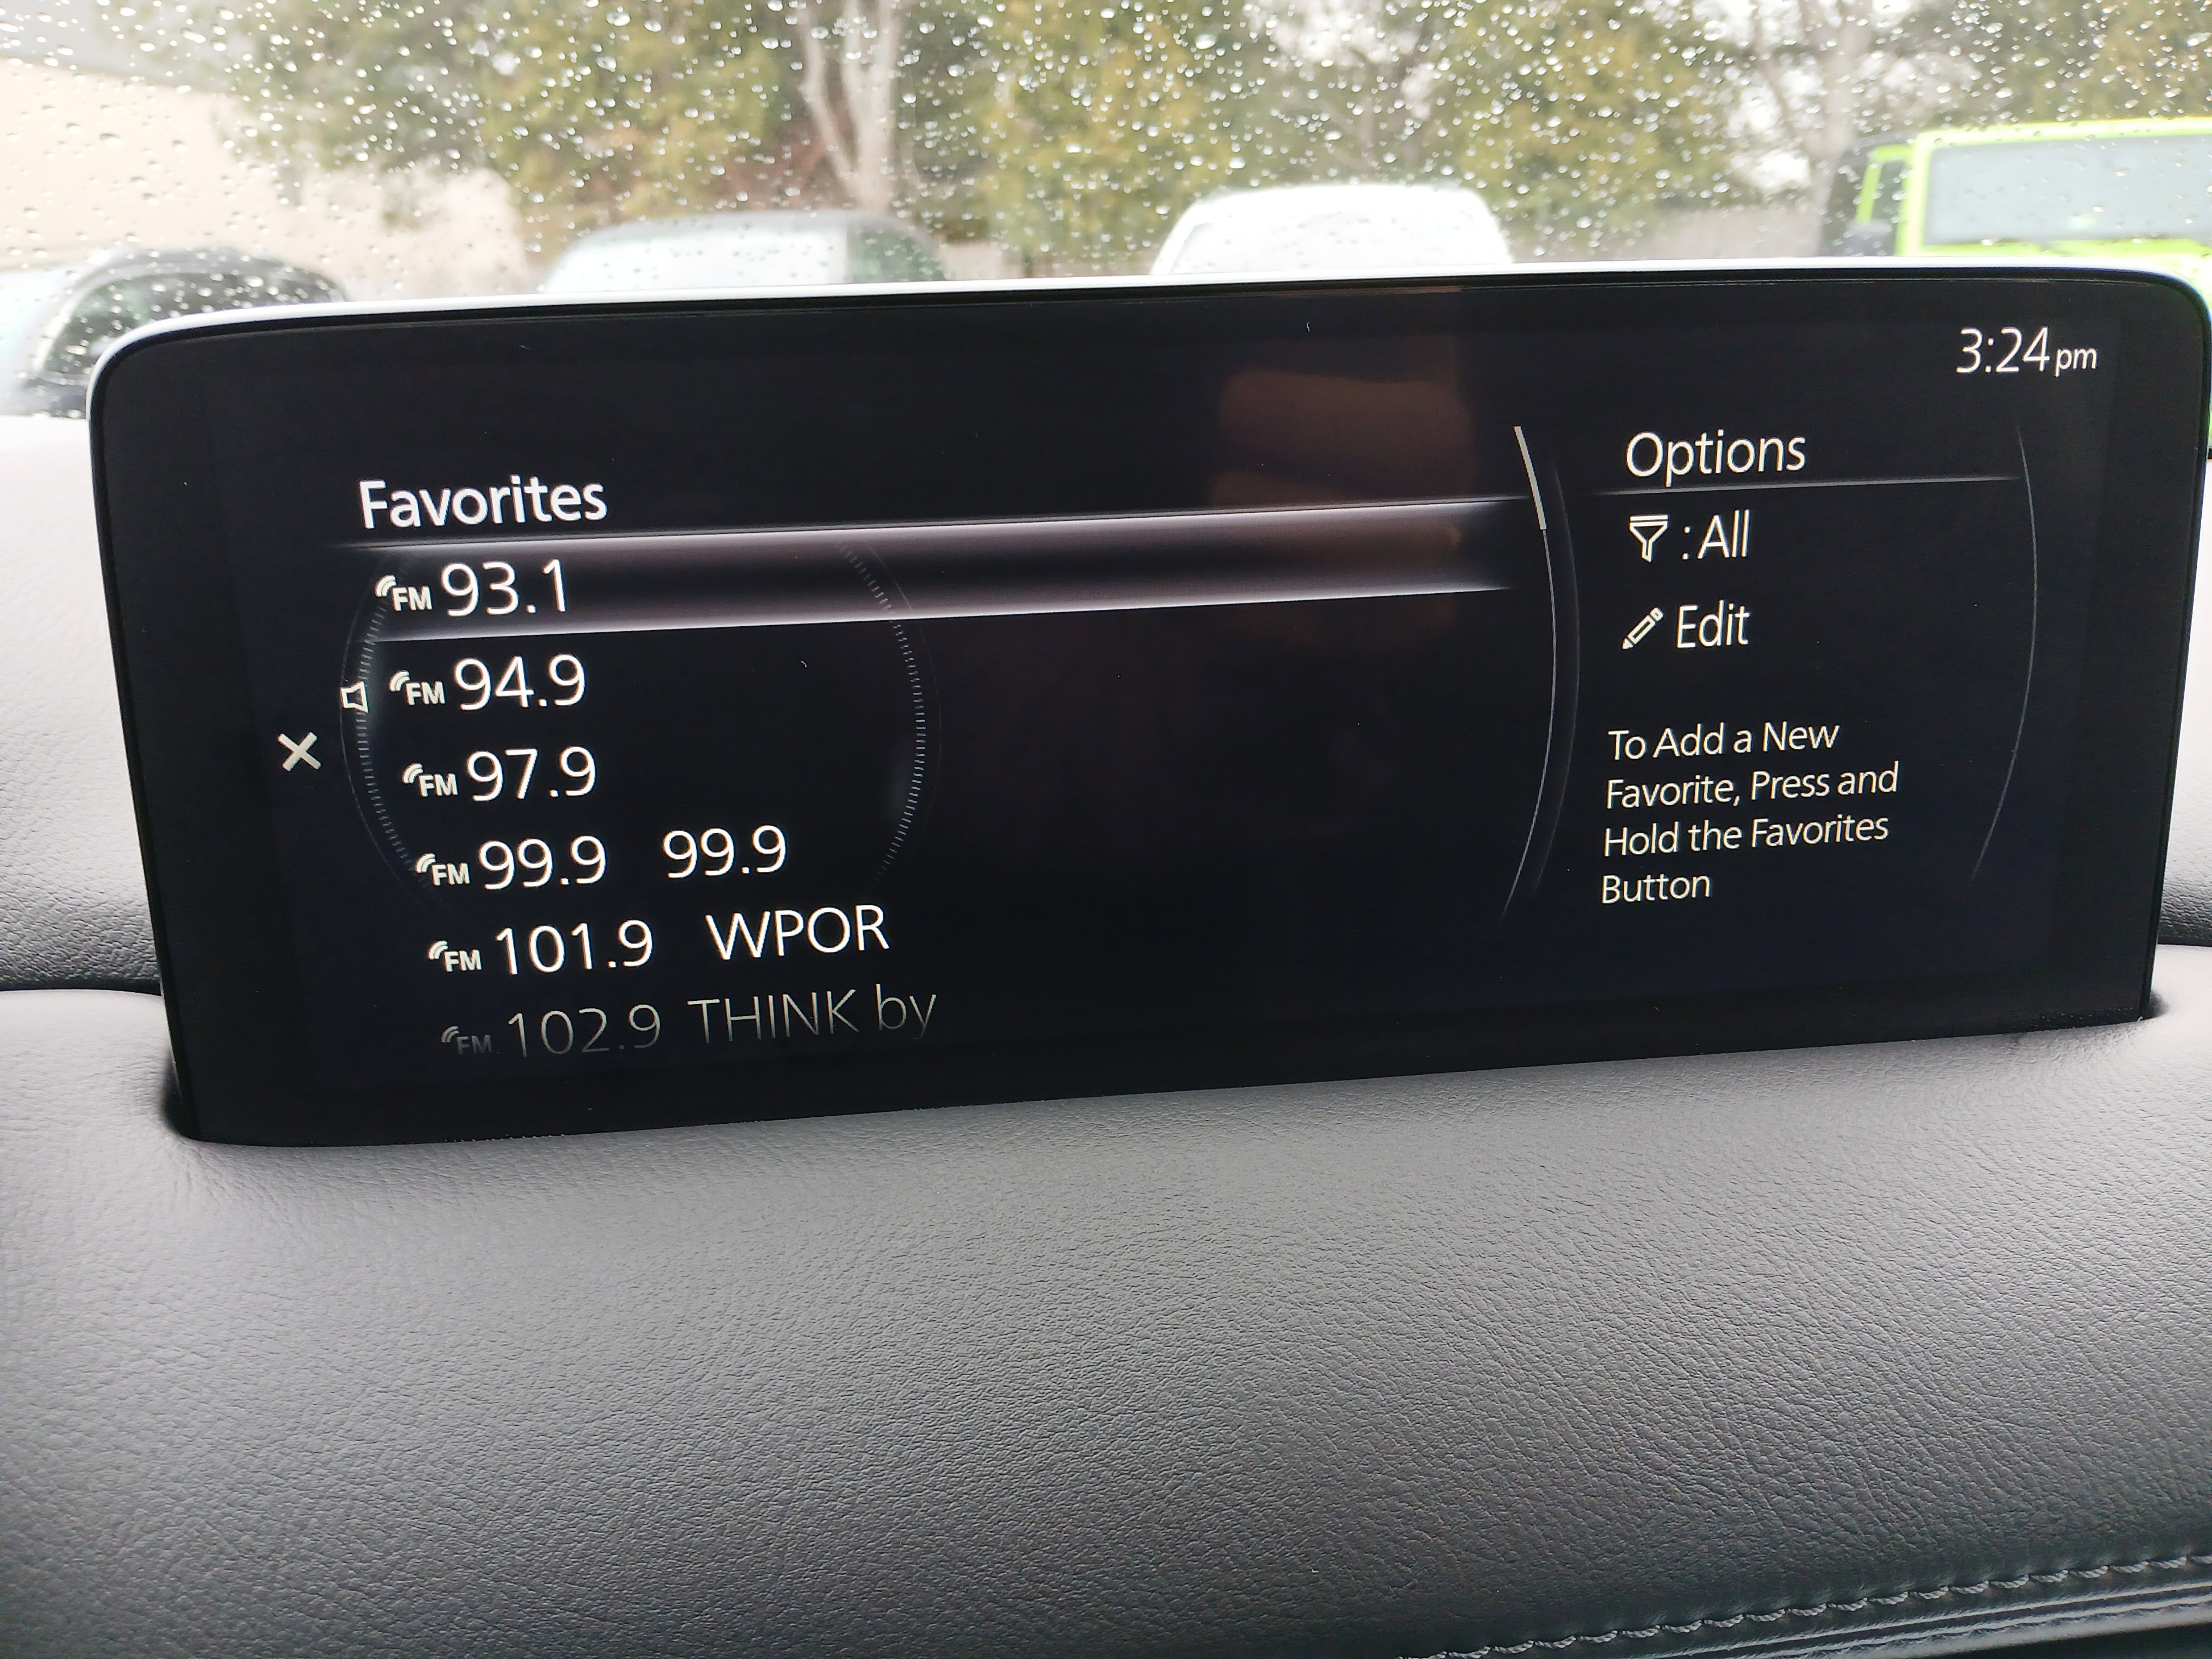 3:24 pm
Favorites
FM 93.1
FM 94.9
FM 97.9
FM 99.9 99.9
FM 101.9 WPOR
FM 102.9 THINK by
Options
: All
Edit
To Add a New
Favorite, Press and
Hold the Favorites
Button